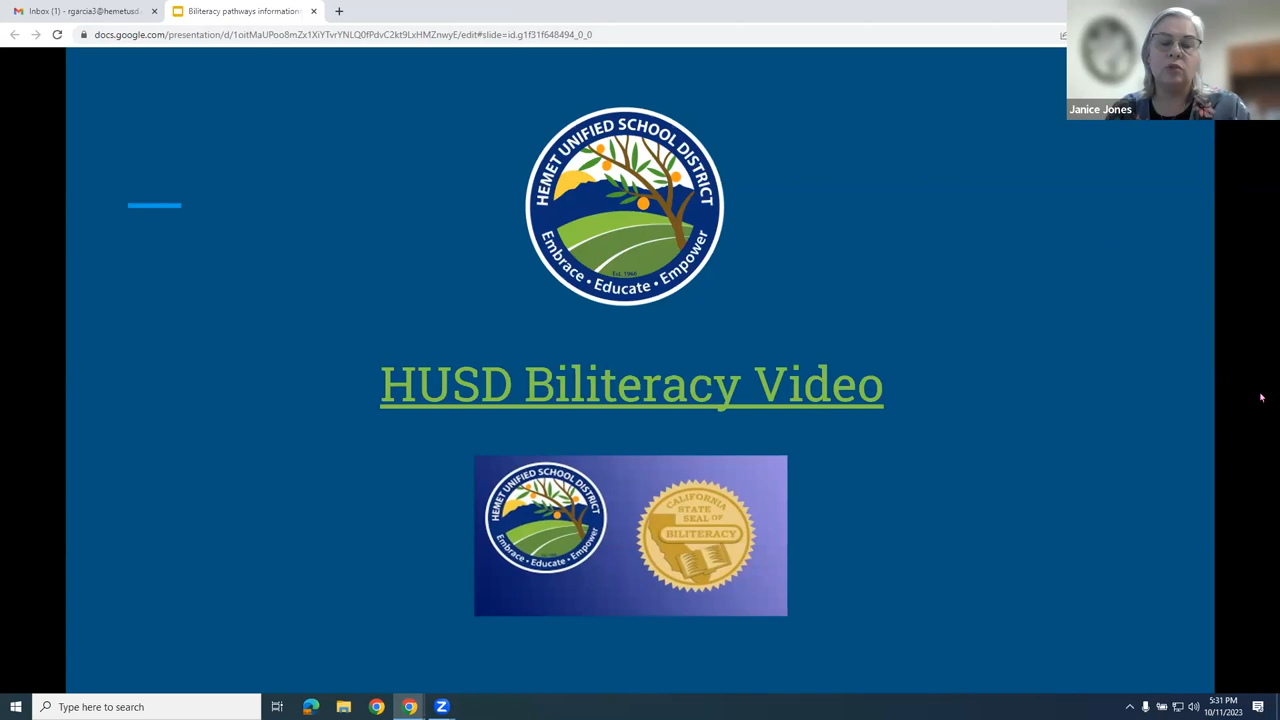 Inbox (1) - rgarcia3@hemetusd.
Biliteracy pathways information
docs.google.com/presentation/d/1oitMaUPoo8mZx1XiYTvrYNLQ0fPdvC2kt9LxHMZnwyE/edit#slide=id.g1f31f648494_0_0
Janice Jones
HEMET UNIFIED SCHOOL DISTRICT
Est. 1966
Embrace • Educate • Empower
HUSD Biliteracy Video
HEMET UNIFIED SCHOOL DISTRICT
Embrace • Educate • Empower
CALIFORNIA
STATE
SEAL OF
BILITERACY
Type here to search
5:31 PM
10/11/2023